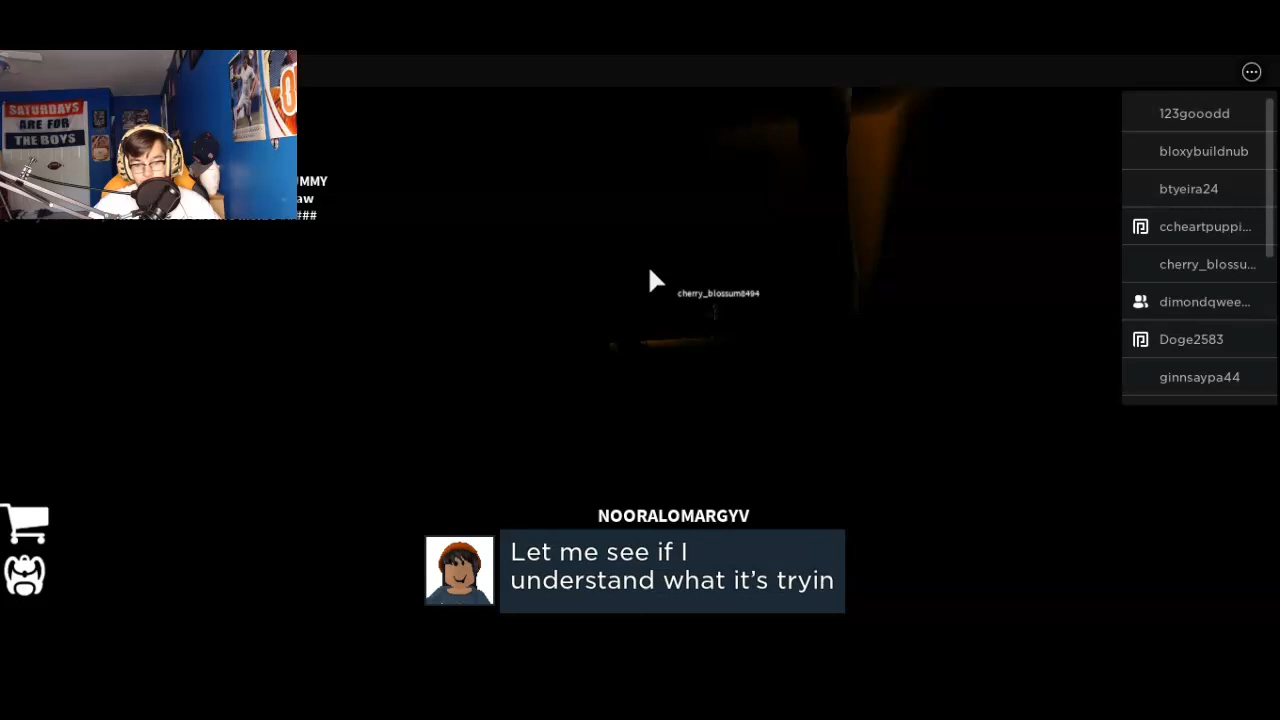 SATURDAYS
ARE FOR
THE BOYS
UMMY
aw
###
123gooodd
bloxybuildnub
btyeira24
ccheartpuppi...
cherry_blossu...
dimondqwee...
Doge2583
ginnsaypa44
cherry_blossum8494
NOORALOMARGYV
Let me see if I
understand what it's tryin